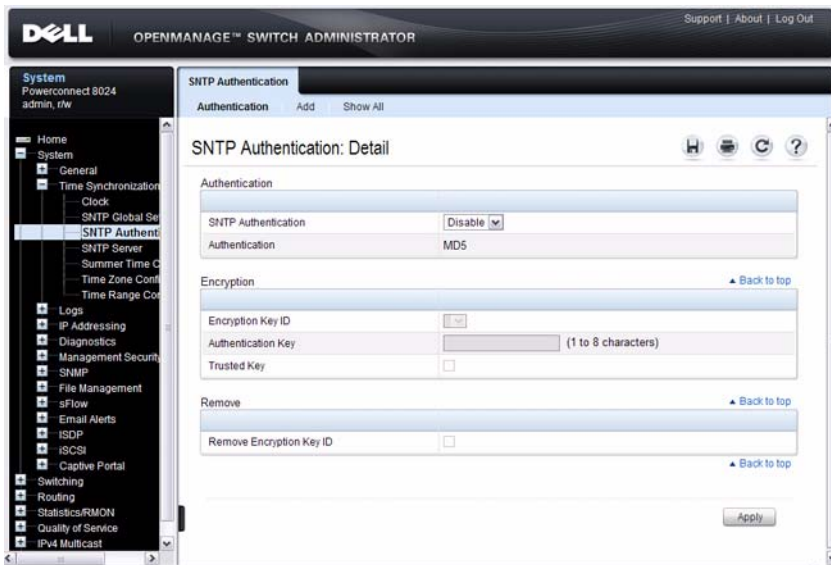 Support | About | Log Out
DELL
OPENMANAGE™ SWITCH ADMINISTRATOR
System
Powerconnect 8024
admin, r/w
SNTP Authentication
Authentication Add Show All
Home
System
General
Time Synchronization
Clock
SNTP Global Se
SNTP Authenti
SNTP Server
Summer Time C
Time Zone Confi
Time Range Cor
Logs
IP Addressing
Diagnostics
Management Security
SNMP
File Management
sFlow
Email Alerts
ISDP
iSCSI
Captive Portal
Switching
Routing
Statistics/RMON
Quality of Service
IPv4 Multicast
SNTP Authentication: Detail
Authentication
SNTP Authentication Disable
Authentication MD5
Encryption Back to top
Encryption Key ID
Authentication Key (1 to 8 characters)
Trusted Key
Remove Back to top
Remove Encryption Key ID
Back to top
Apply